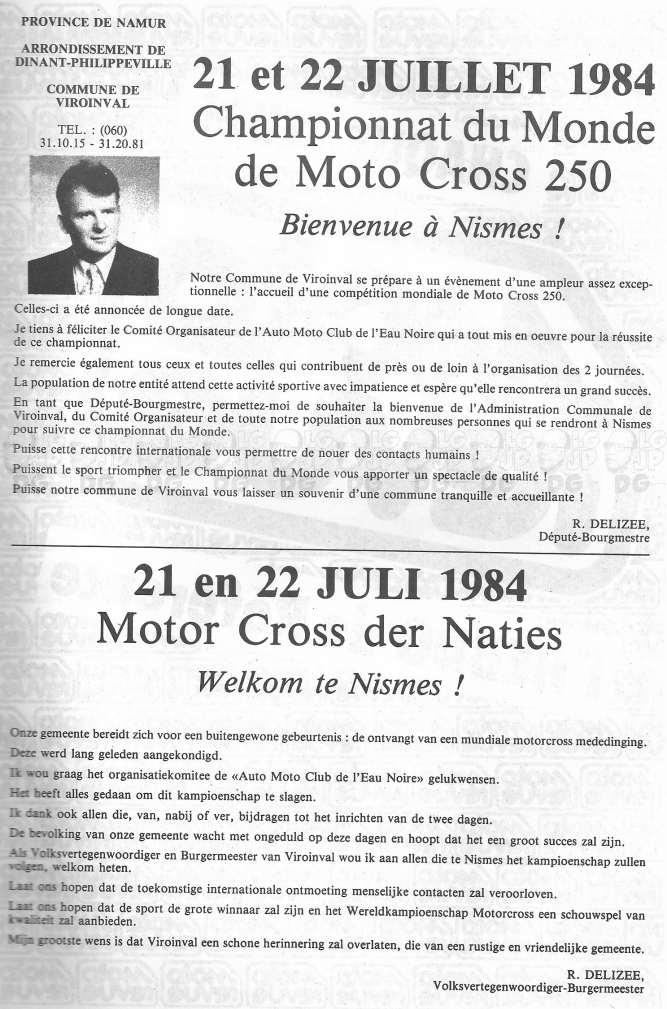 PROVINCE DE NAMUR
ARRONDISSEMENT DE
DINANT-PHILIPPEVILLE
COMMUNE DE
VIROINVAL
TEL. : (060)
31.10.15 - 31.20.81
21 et 22 JUILLET 1984
Championnat du Monde
de Moto Cross 250
Bienvenue à Nismes !
Notre Commune de Viroinval se prépare à un évènement d'une ampleur assez excep-
tionnelle : l'accueil d'une compétition mondiale de Moto Cross 250.
Celles-ci a été annoncée de longue date.
Je tiens à féliciter le Comité Organisateur de l'Auto Moto Club de l'Eau Noire qui a tout mis en oeuvre pour la réussite
de ce championnat.
Je remercie également tous ceux et toutes celles qui contribuent de près ou de loin à l'organisation des 2 journées.
La population de notre entité attend cette activité sportive avec impatience et espère qu'elle rencontrera un grand succès.
En tant que Député-Bourgmestre, permettez-moi de souhaiter la bienvenue de l'Administration Communale de
Viroinval, du Comité Organisateur et de toute notre population aux nombreuses personnes qui se rendront à Nismes
pour suivre ce championnat du Monde.
Puisse cette rencontre internationale vous permettre de nouer des contacts humains !
Puissent le sport triompher et le Championnat du Monde vous apporter un spectacle de qualité !
Puisse notre commune de Viroinval vous laisser un souvenir d'une commune tranquille et accueillante !
R. DELIZEE,
Député-Bourgmestre
21 en 22 JULI 1984
Motor Cross der Naties
Welkom te Nismes !
Onze gemeente bereidt zich voor een buitengewone gebeurtenis : de ontvangt van een mundiale motorcross mededinging.
Deze werd lang geleden aangekondigd.
Ik wou graag het organisatiekomitee de «Auto Moto Club de l'Eau Noire» gelukwensen.
Het heeft alles gedaan om dit kampioenschap te slagen.
Ik dank ook allen die, van, nabij of ver, bijdragen tot het inrichten van de twee dagen.
De bevolking van onze gemeente wacht met ongeduld op deze dagen en hoopt dat het een groot succes zal zijn.
Als Volksvertegenwoordiger en Burgermeester van Viroinval wou ik aan allen die te Nismes het kampioenschap zullen
volgen, welkom heten.
Laat ons hopen dat de toekomstige internationale ontmoeting menselijke contacten zal veroorloven.
Laat ons hopen dat de sport de grote winnaar zal zijn en het Wereldkampioenschap Motorcross een schouwspel van
kwaliteit zal aanbieden.
Mijn grootste wens is dat Viroinval een schone herinnering zal overlaten, die van een rustige en vriendelijke gemeente.
R. DELIZEE,
Volksvertegenwoordiger-Burgermeester